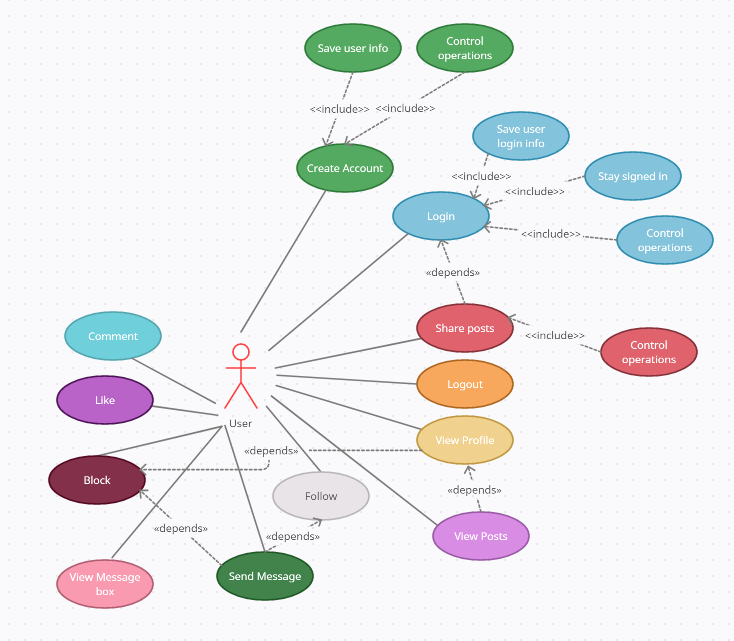 Save user info
Control
operations
<<include>>
<<include>>
Save user
login info
Create Account
<<include>>
Stay signed in
<<include>>
Login
<<include>>
Control
operations
«depends»
Share posts
Comment
<<include>>
Control
operations
Logout
Like
User
View Profile
«depends»
Block
«depends»
Follow
«depends»
«depends»
View Posts
View Message
box
Send Message